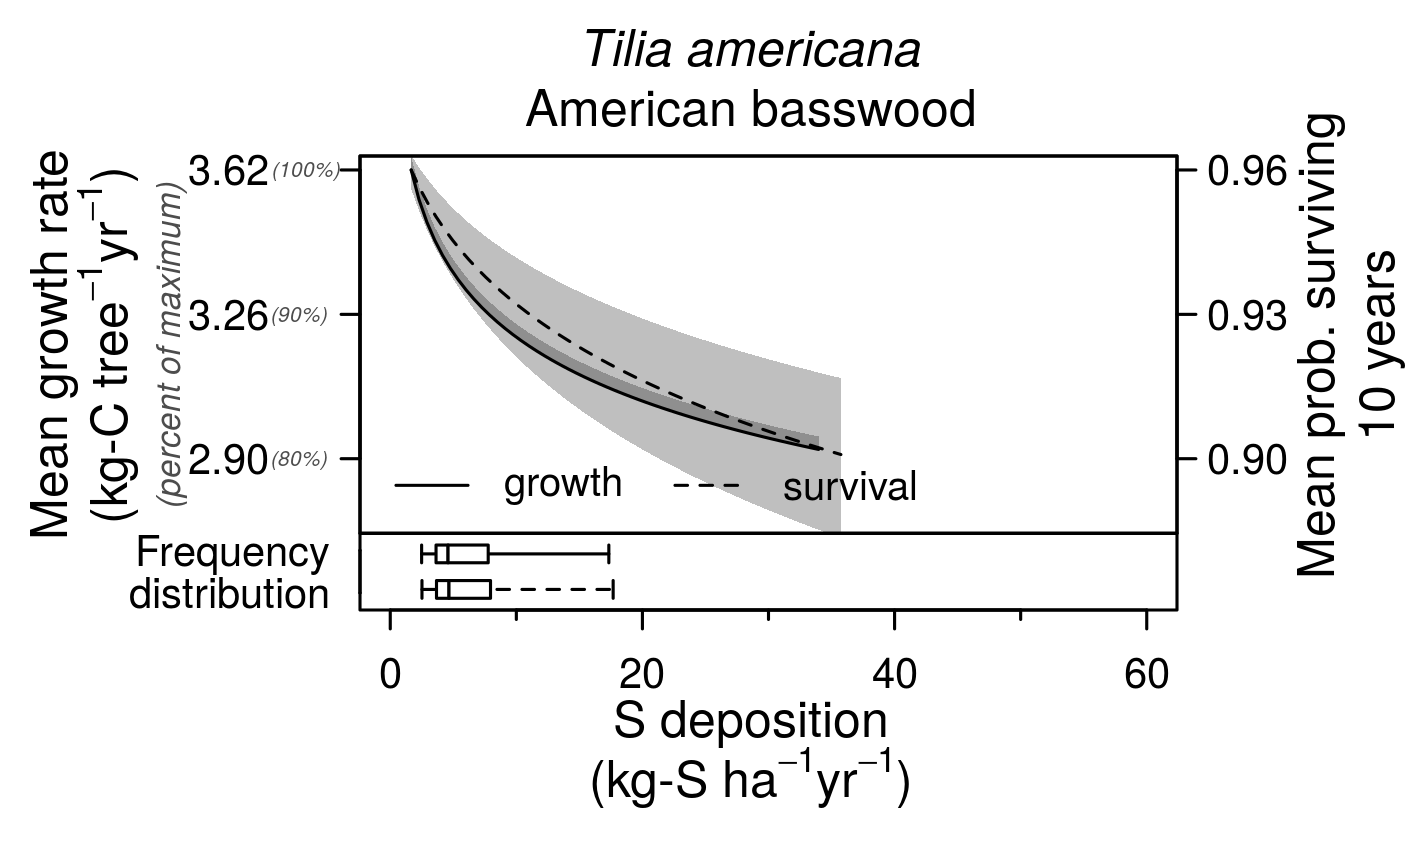 Tilia americana
American basswood
Mean growth rate
(kg-C tree⁻¹yr⁻¹)
(percent of maximum)
3.62 (100%)
3.26 (90%)
2.90 (80%)
0.96
0.93
0.90
Mean prob. surviving
10 years
growth survival
Frequency
distribution
0 20 40 60
S deposition
(kg-S ha⁻¹yr⁻¹)